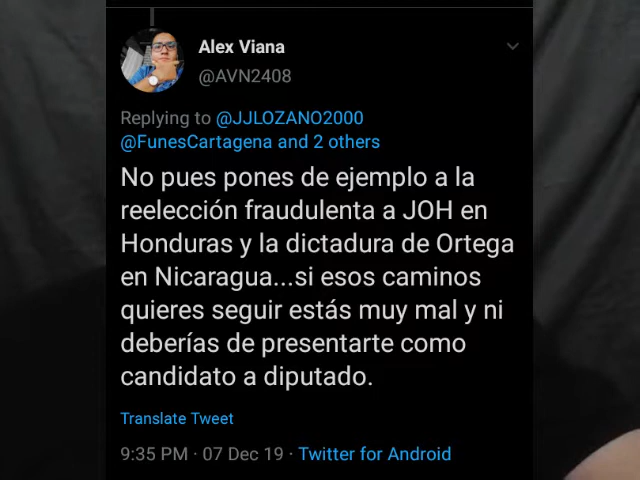 Alex Viana
@AVN2408
Replying to @JJLOZANO2000
@FunesCartagena and 2 others
No pues pones de ejemplo a la
reelección fraudulenta a JOH en
Honduras y la dictadura de Ortega
en Nicaragua...si esos caminos
quieres seguir estás muy mal y ni
deberías de presentarte como
candidato a diputado.
Translate Tweet
9:35 PM · 07 Dec 19 · Twitter for Android